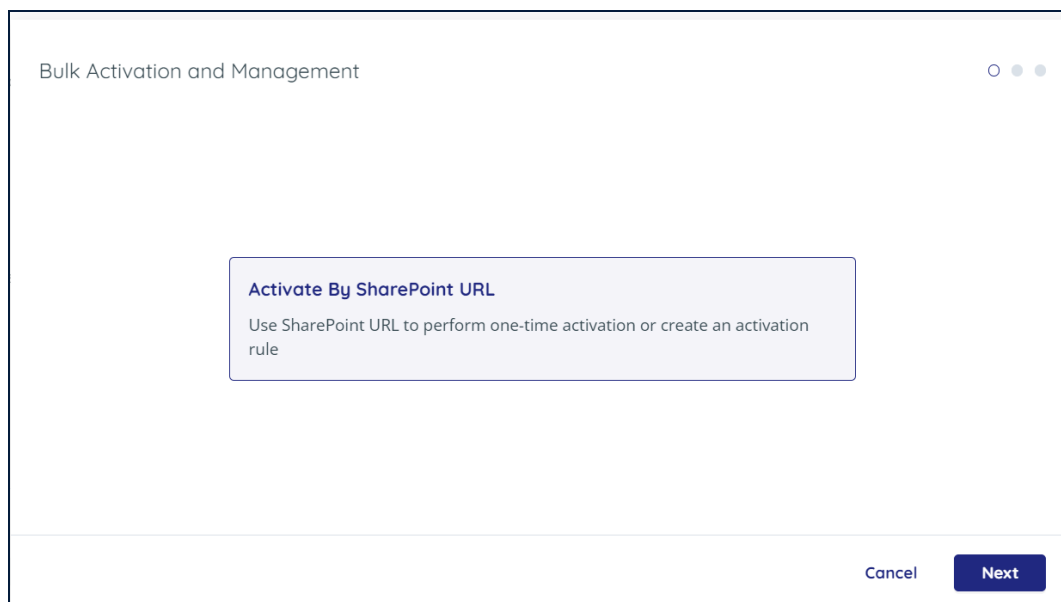 Bulk Activation and Management
Activate By SharePoint URL
Use SharePoint URL to perform one-time activation or create an activation
rule
Cancel
Next